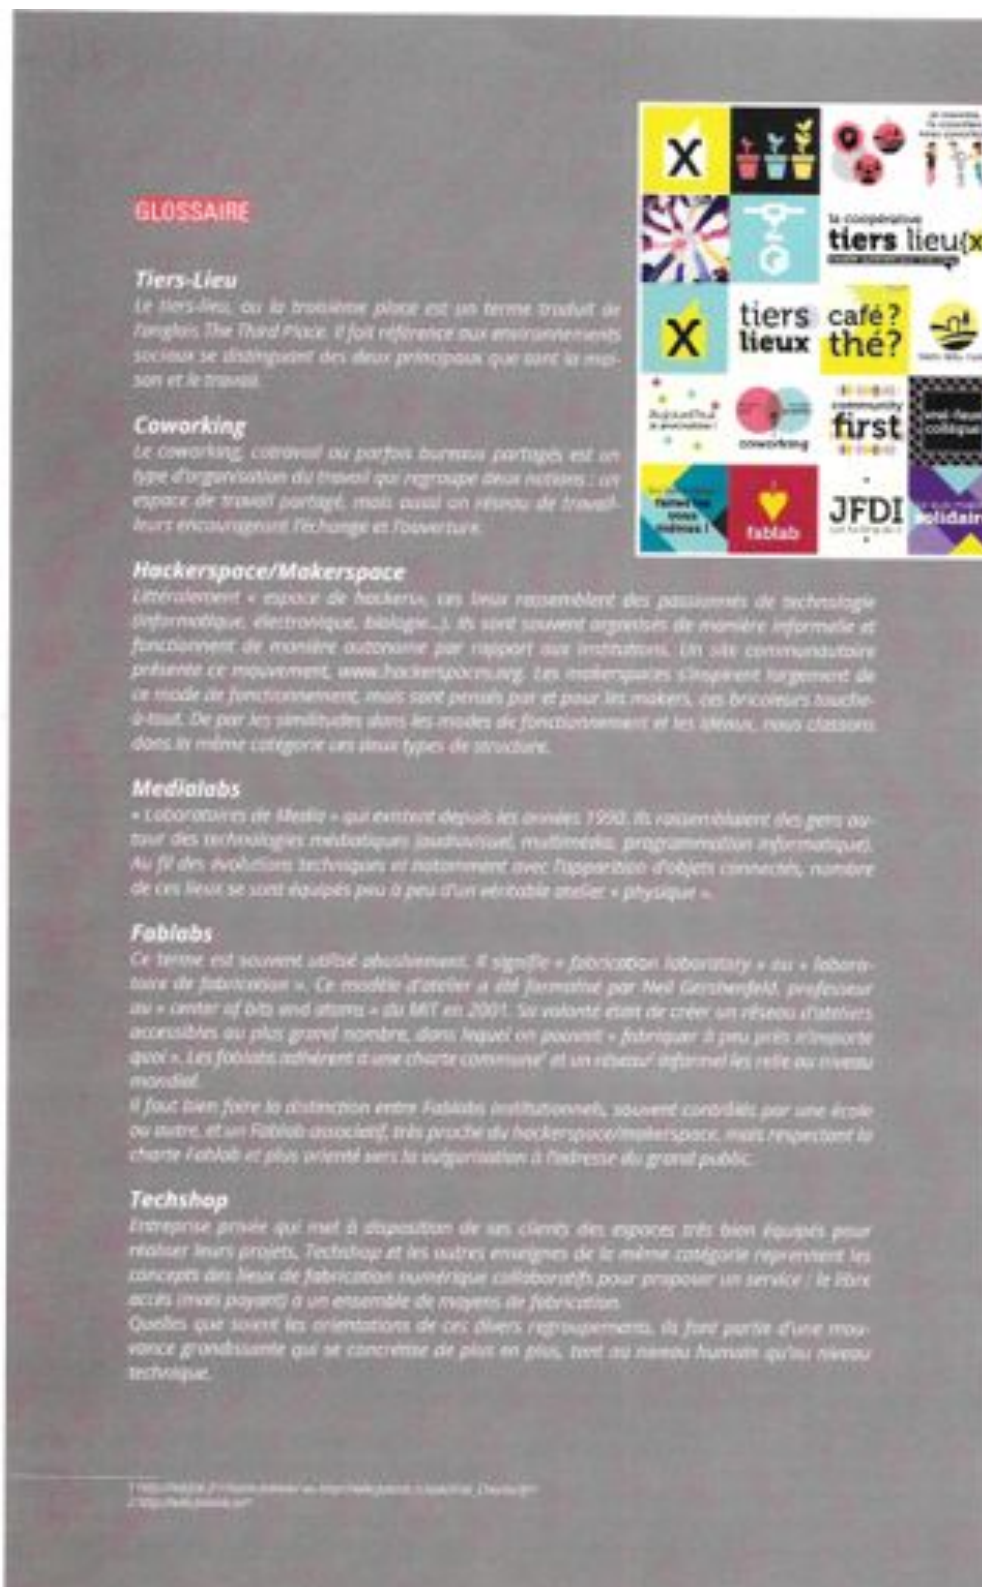 GLOSSAIRE
Tiers-Lieu
Le tiers-lieu, ou la troisième place est un terme traduit de
l'anglais The Third Place. Il fait référence aux environnements
sociaux se distinguant des deux principaux que sont la mai-
son et le travail.
Coworking
Le coworking, cotravail ou parfois bureaux partagés est un
type d'organisation du travail qui regroupe deux notions : un
espace de travail partagé, mais aussi un réseau de travail-
leurs encourageant l'échange et l'ouverture.
Hackerspace/Makerspace
Littéralement « espace de hackers», ces lieux rassemblent des passionnés de technologie
(informatique, électronique, biologie...). Ils sont souvent organisés de manière informelle et
fonctionnent de manière autonome par rapport aux institutions. Un site communautaire
présente ce mouvement, www.hackerspaces.org. Les makerspaces s'inspirent largement de
ce mode de fonctionnement, mais sont pensés par et pour les makers, ces bricoleurs touche-
à-tout. De par les similitudes dans les modes de fonctionnement et les idéaux, nous classons
dans la même catégorie ces deux types de structure.
Medialabs
« Laboratoires de Media » qui existent depuis les années 1990. Ils rassemblaient des gens au-
tour des technologies médiatiques (audiovisuel, multimédia, programmation informatique).
Au fil des évolutions techniques et notamment avec l'apparition d'objets connectés, nombre
de ces lieux se sont équipés peu à peu d'un véritable atelier « physique ».
Fablabs
Ce terme est souvent utilisé abusivement. Il signifie « fabrication laboratory » ou « labora-
toire de fabrication ». Ce modèle d'atelier a été formalisé par Neil Gershenfeld, professeur
au « center of bits and atoms » du MIT en 2001. Sa volonté était de créer un réseau d'ateliers
accessibles au plus grand nombre, dans lequel on pouvait « fabriquer à peu près n'importe
quoi ». Les fablabs adhèrent à une charte commune¹ et un réseau² informel les relie au niveau
mondial.
Il faut bien faire la distinction entre Fablabs institutionnels, souvent contrôlés par une école
ou autre, et un Fablab associatif, très proche du hackerspace/makerspace, mais respectant la
charte Fablab et plus orienté vers la vulgarisation à l'adresse du grand public.
Techshop
Entreprise privée qui met à disposition de ses clients des espaces très bien équipés pour
réaliser leurs projets, Techshop et les autres enseignes de la même catégorie reprennent les
concepts des lieux de fabrication numérique collaboratifs pour proposer un service : le libre
accès (mais payant) à un ensemble de moyens de fabrication.
Quelles que soient les orientations de ces divers regroupements, ils font partie d'une mou-
vance grandissante qui se concrétise de plus en plus, tant au niveau humain qu'au niveau
technique.
X
la coopérative
tiers lieu{x
X
tiers
lieux
café?
thé?
coworking
community
first
vous
mêmes !
fablab
JFDI
solidair